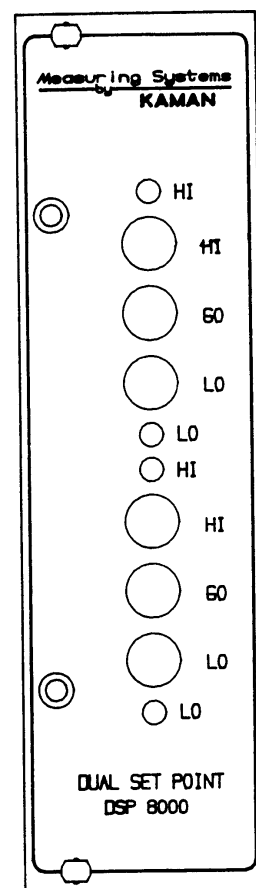 Measuring Systems
by KAMAN
HI
HI
GO
LO
LO
HI
HI
GO
LO
LO
DUAL SET POINT
DSP 8000